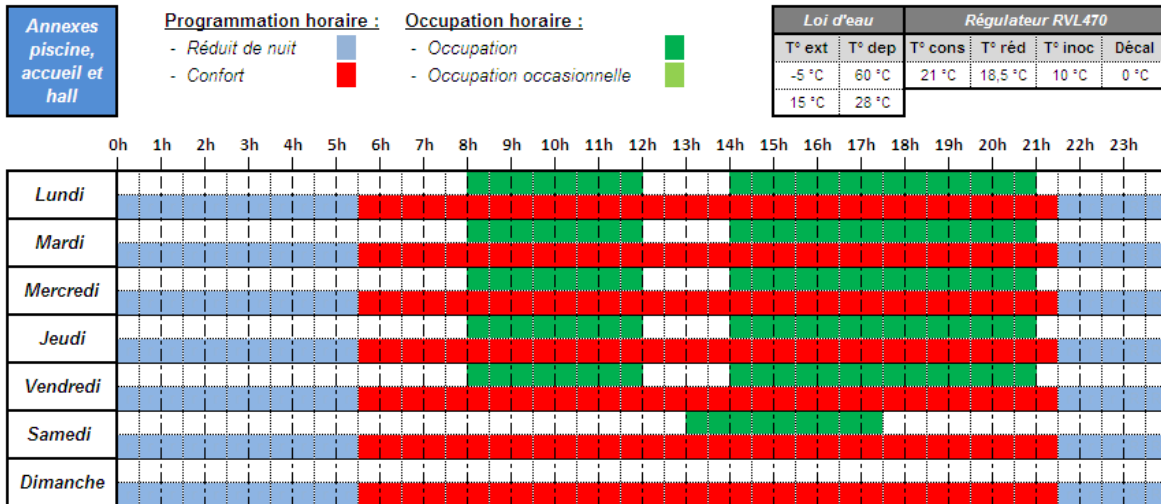 Annexes
piscine,
accueil et
hall
Programmation horaire :
- Réduit de nuit
- Confort
Occupation horaire :
- Occupation
- Occupation occasionnelle
Loi d'eau Régulateur RVL470
T° ext T° dep T° cons T° réd T° inoc Décal
-5 °C 60 °C 21 °C 18,5 °C 10 °C 0 °C
15 °C 28 °C
0h 1h 2h 3h 4h 5h 6h 7h 8h 9h 10h 11h 12h 13h 14h 15h 16h 17h 18h 19h 20h 21h 22h 23h
Lundi
Mardi
Mercredi
Jeudi
Vendredi
Samedi
Dimanche